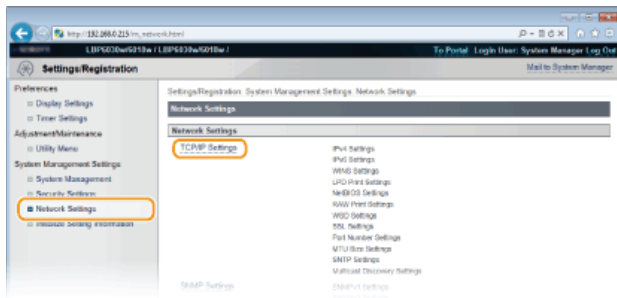 http://192.168.0.215/m_network.html
LBP6030w/6018w / LBP6030w/6018w /
To Portal Login User: System Manager Log Out
Settings/Registration
Mail to System Manager
Preferences
Display Settings
Timer Settings
Adjustment/Maintenance
Utility Menu
System Management Settings
System Management
Security Settings
Network Settings
Initialize Setting Information
Settings/Registration: System Management Settings: Network Settings
Network Settings
Network Settings
TCP/IP Settings
IPv4 Settings
IPv6 Settings
WINS Settings
LPD Print Settings
NetBIOS Settings
RAW Print Settings
WSD Settings
SSL Settings
Port Number Settings
MTU Size Settings
SNTP Settings
Multicast Discovery Settings
SNMP Settings
SNMPv1 Settings